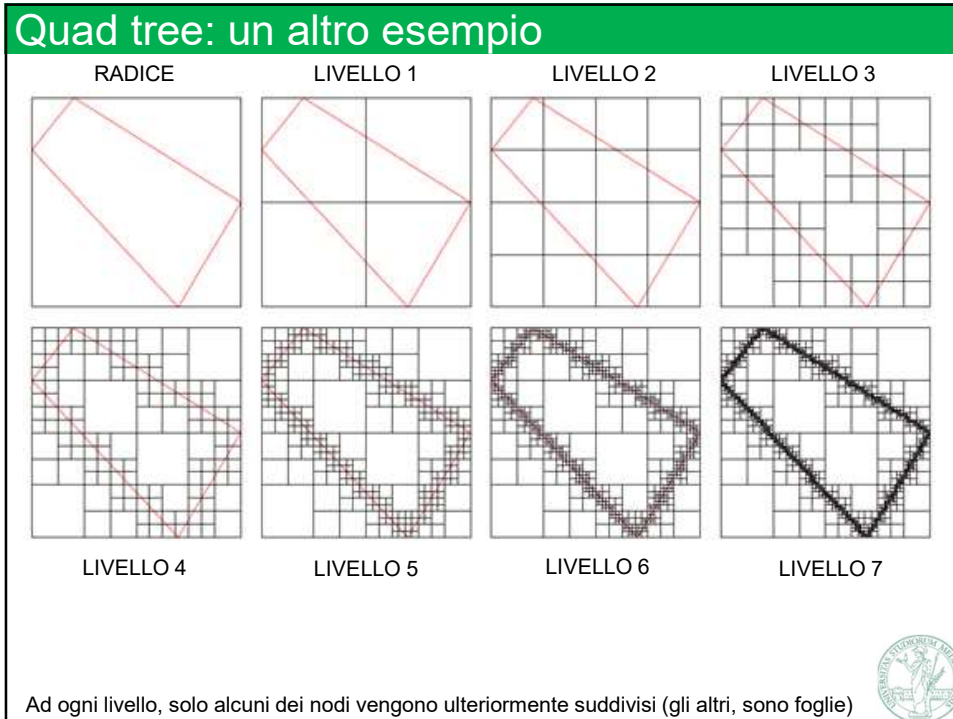 Quad tree: un altro esempio
RADICE LIVELLO 1 LIVELLO 2 LIVELLO 3
LIVELLO 4 LIVELLO 5 LIVELLO 6 LIVELLO 7
Ad ogni livello, solo alcuni dei nodi vengono ulteriormente suddivisi (gli altri, sono foglie)